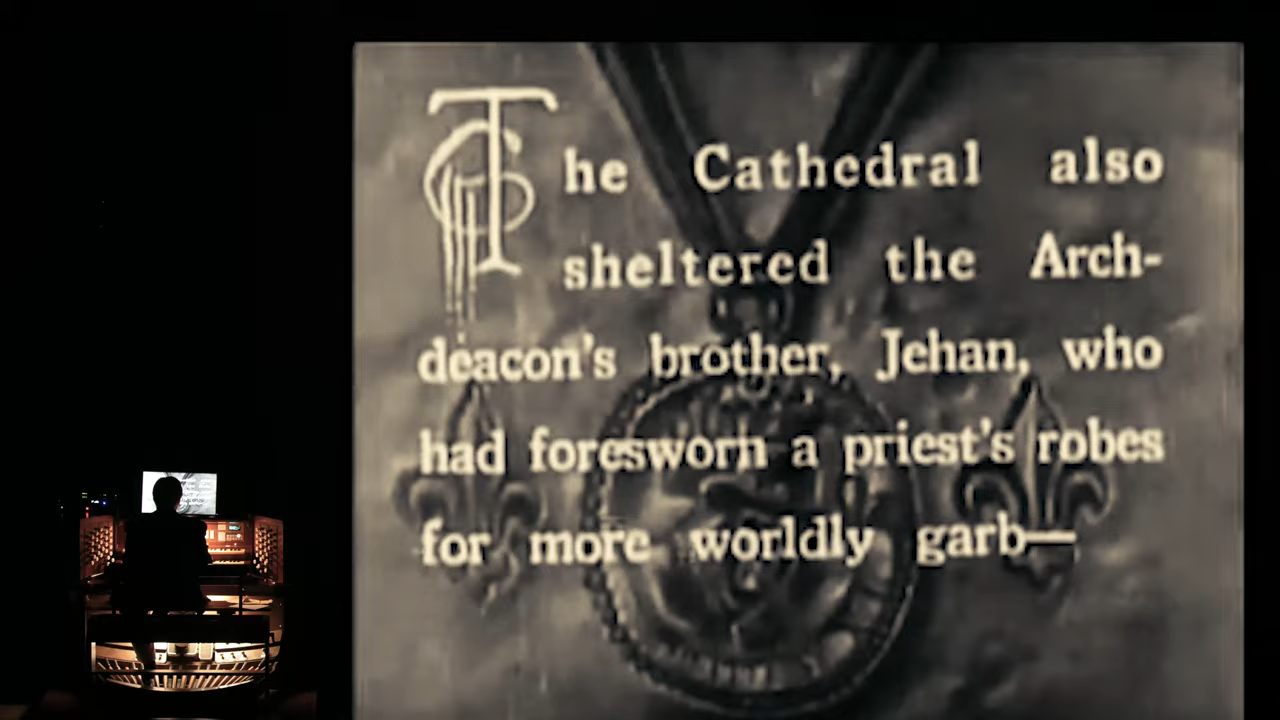 The Cathedral also
sheltered the Arch-
deacon's brother, Jehan, who
had foresworn a priest's robes
for more worldly garb—